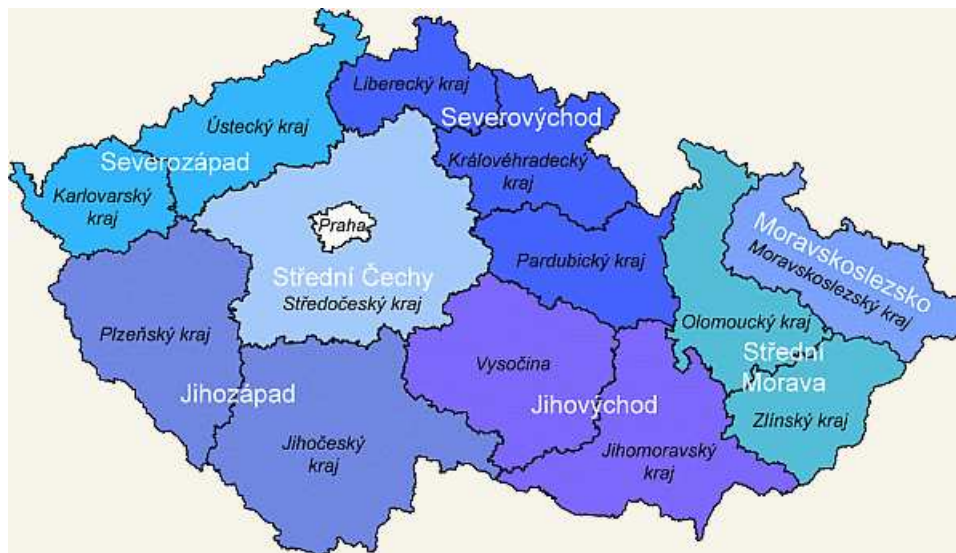 Liberecký kraj
Severovýchod
Ústecký kraj
Severozápad
Královéhradecký
kraj
Karlovarský
kraj
Praha
Moravskoslezsko
Moravskoslezský kraj
Pardubický kraj
Střední Čechy
Středočeský kraj
Plzeňský kraj
Olomoucký kraj
Střední
Morava
Vysočina
Jihozápad
Jihovýchod
Zlínský kraj
Jihočeský
kraj
Jihomoravský
kraj